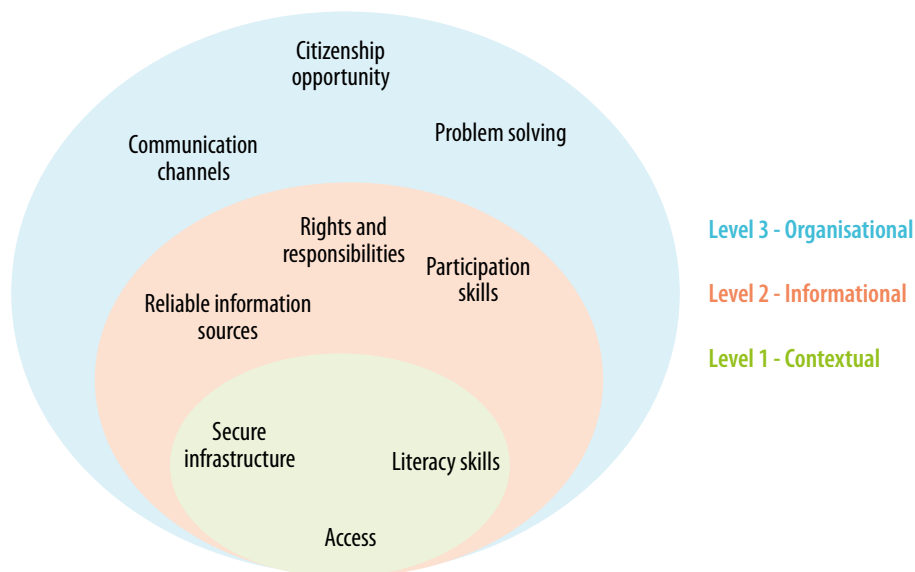 Citizenship
opportunity
Problem solving
Communication
channels
Rights and
responsibilities
Participation
skills
Reliable information
sources
Secure
infrastructure
Literacy skills
Access
Level 3 - Organisational
Level 2 - Informational
Level 1 - Contextual